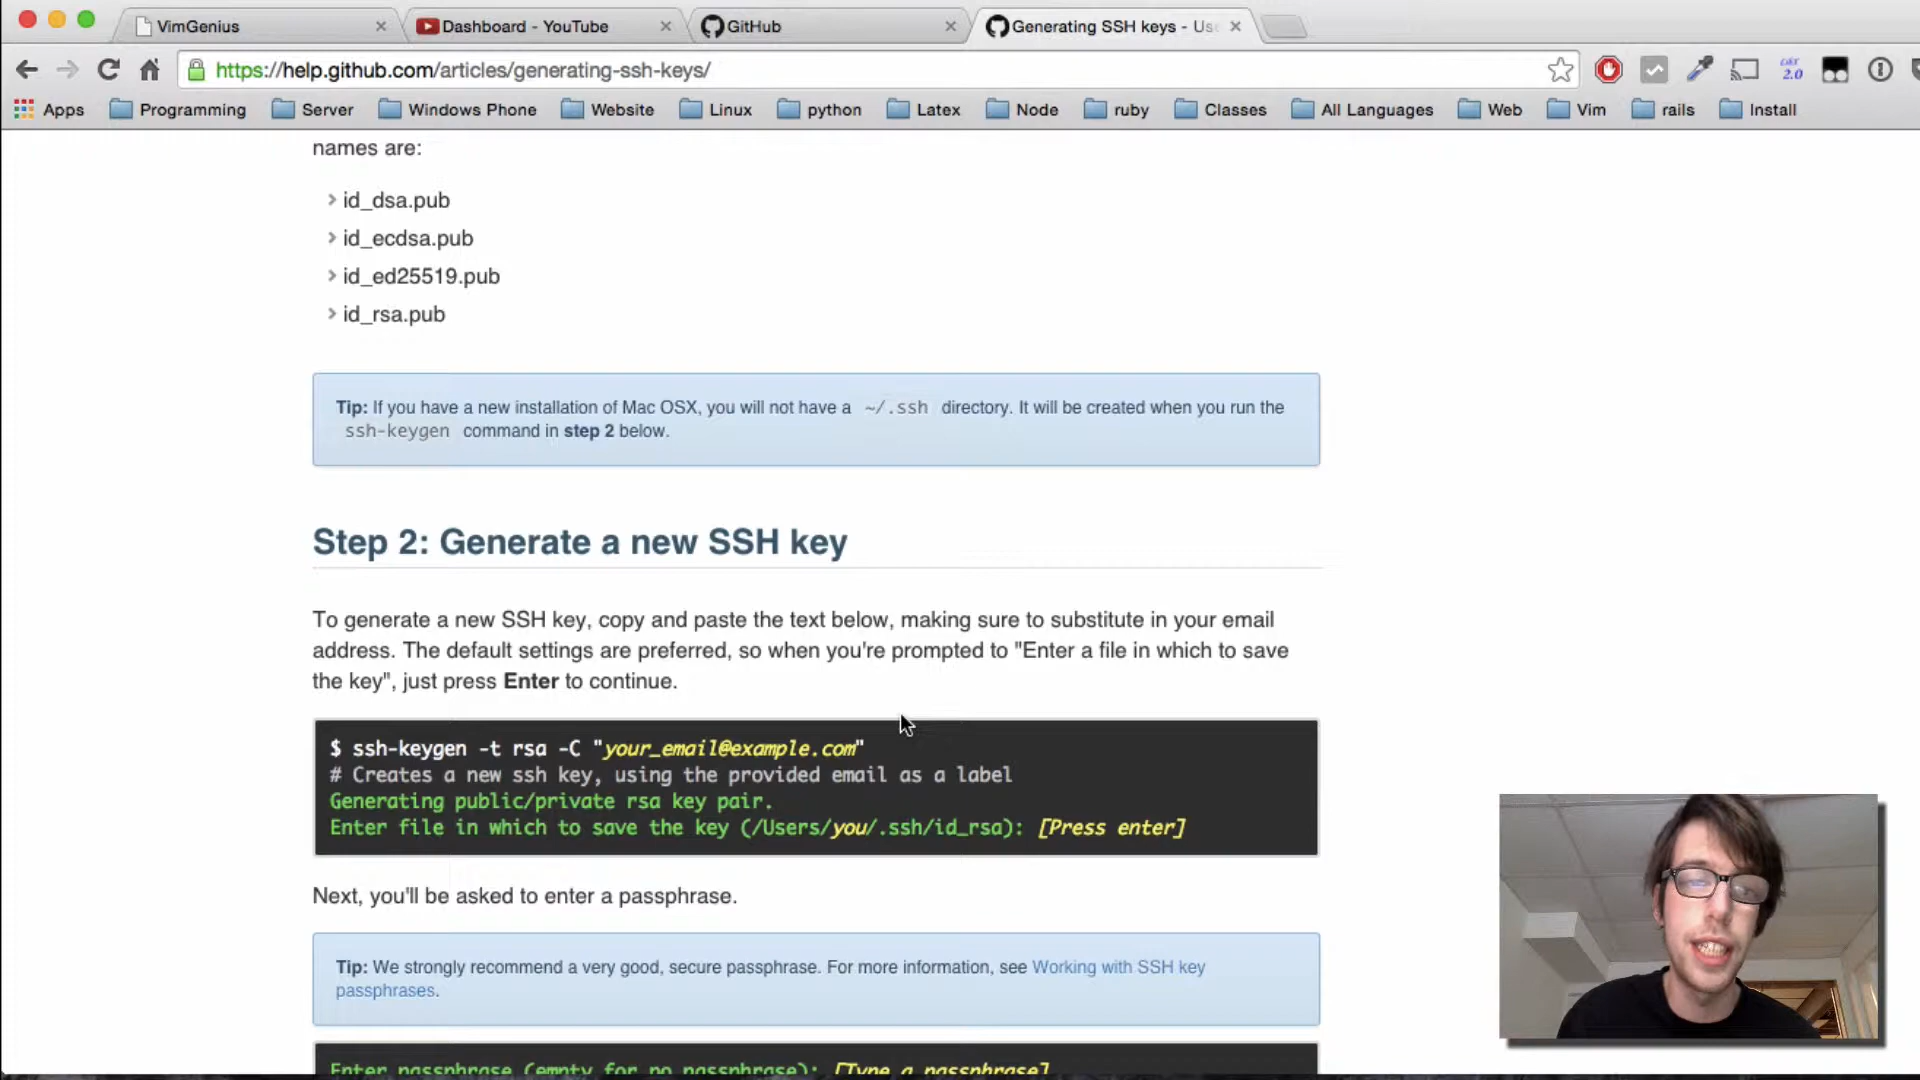 VimGenius
Dashboard - YouTube
GitHub
Generating SSH keys - Us
https://help.github.com/articles/generating-ssh-keys/
Apps Programming Server Windows Phone Website Linux python Latex Node ruby Classes All Languages Web Vim rails Install
names are:
id_dsa.pub
id_ecdsa.pub
id_ed25519.pub
id_rsa.pub
Tip: If you have a new installation of Mac OSX, you will not have a ~/.ssh directory. It will be created when you run the
ssh-keygen command in step 2 below.
Step 2: Generate a new SSH key
To generate a new SSH key, copy and paste the text below, making sure to substitute in your email
address. The default settings are preferred, so when you're prompted to "Enter a file in which to save
the key", just press Enter to continue.
$ ssh-keygen -t rsa -C "your_email@example.com"
# Creates a new ssh key, using the provided email as a label
Generating public/private rsa key pair.
Enter file in which to save the key (/Users/you/.ssh/id_rsa): [Press enter]
Next, you'll be asked to enter a passphrase.
Tip: We strongly recommend a very good, secure passphrase. For more information, see Working with SSH key
passphrases.
Enter passphrase (empty for no passphrase): [Type a passphrase]